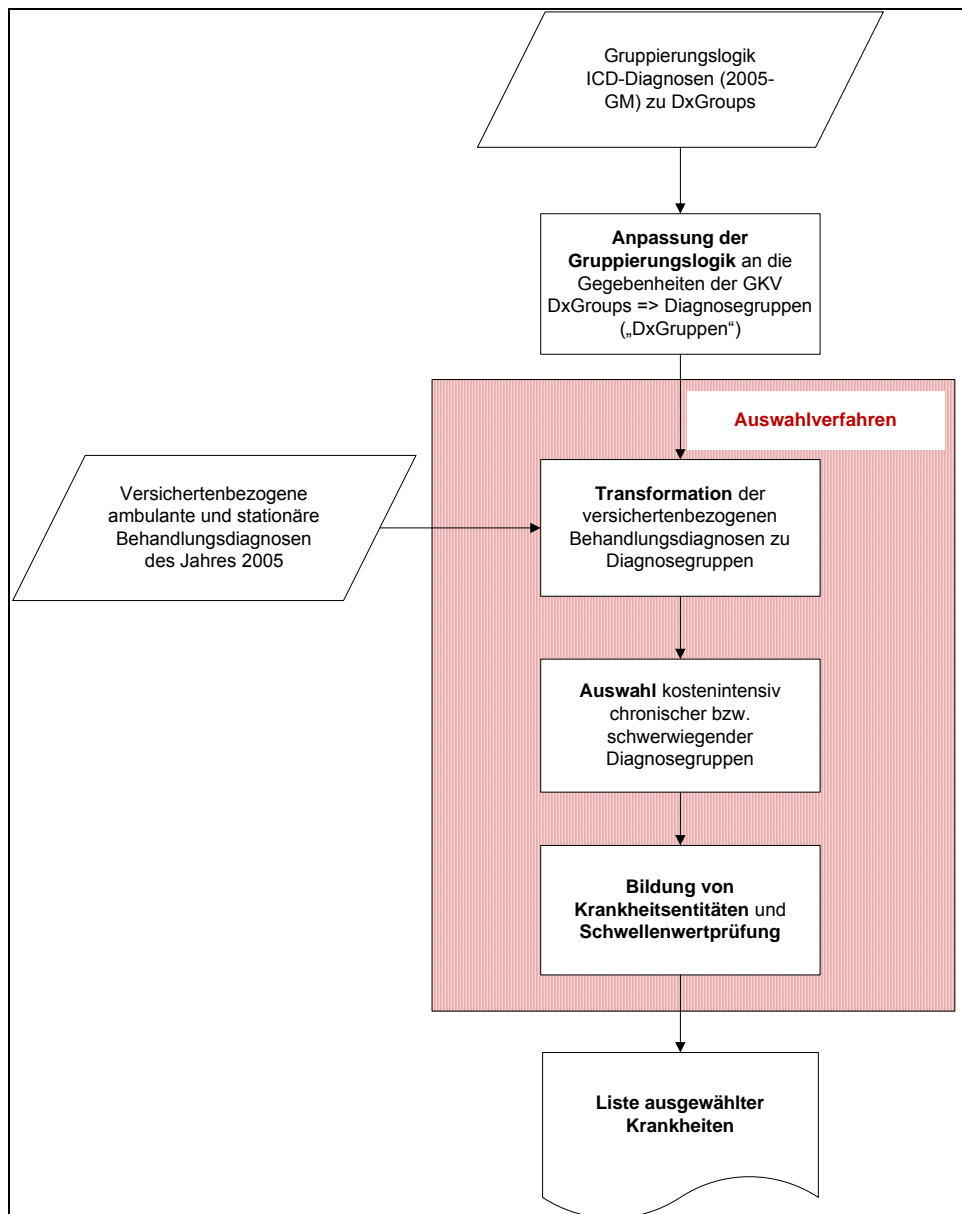 Gruppierungslogik
ICD-Diagnosen (2005-
GM) zu DxGroups
Anpassung der
Gruppierungslogik an die
Gegebenheiten der GKV
DxGroups => Diagnosegruppen
(„DxGruppen“)
Auswahlverfahren
Versichertenbezogene
ambulante und stationäre
Behandlungsdiagnosen
des Jahres 2005
Transformation der
versichertenbezogenen
Behandlungsdiagnosen zu
Diagnosegruppen
Auswahl kostenintensiv
chronischer bzw.
schwerwiegender
Diagnosegruppen
Bildung von
Krankheitsentitäten und
Schwellenwertprüfung
Liste ausgewählter
Krankheiten